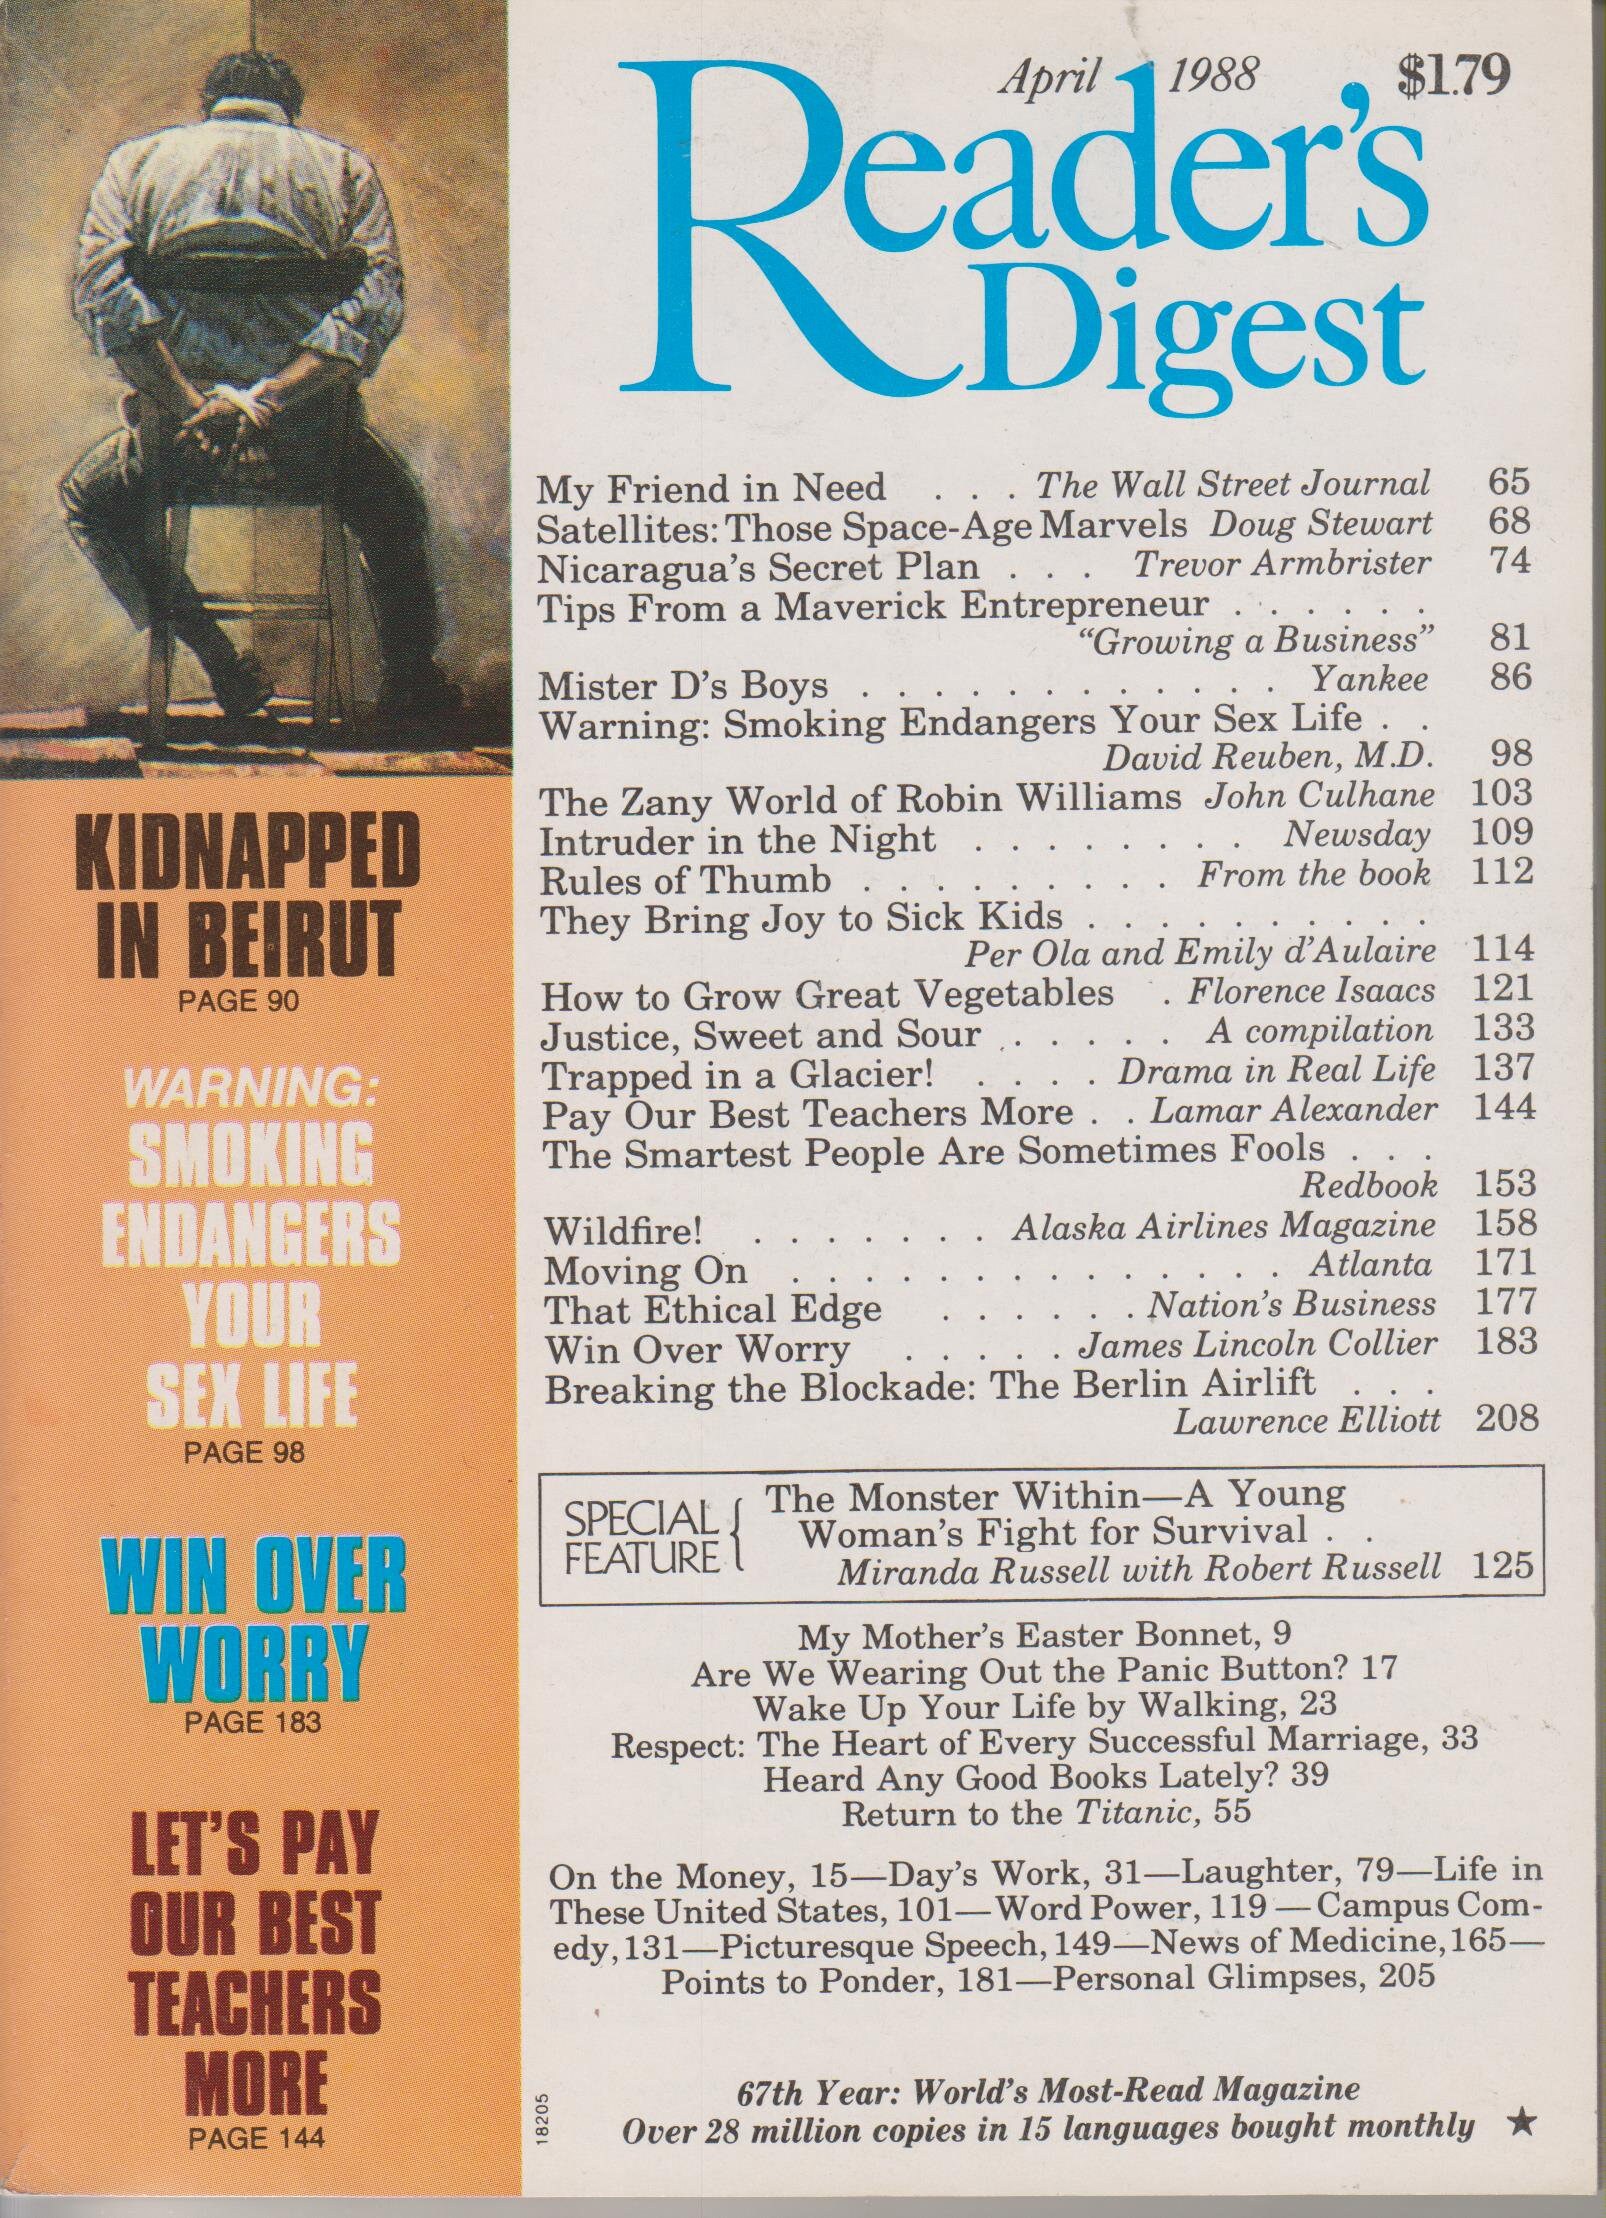 April 1988 $1.79
Reader's
Digest
My Friend in Need . . . The Wall Street Journal 65
Satellites: Those Space-Age Marvels Doug Stewart 68
Nicaragua's Secret Plan . . . Trevor Armbrister 74
Tips From a Maverick Entrepreneur . . . . . .
"Growing a Business" 81
Mister D's Boys . . . . . . . . . . . . Yankee 86
Warning: Smoking Endangers Your Sex Life . .
David Reuben, M.D. 98
The Zany World of Robin Williams John Culhane 103
Intruder in the Night . . . . . . . . Newsday 109
Rules of Thumb . . . . . . . . . From the book 112
They Bring Joy to Sick Kids . . . . . . . . . .
Per Ola and Emily d'Aulaire 114
How to Grow Great Vegetables . Florence Isaacs 121
Justice, Sweet and Sour . . . . . A compilation 133
Trapped in a Glacier! . . . . Drama in Real Life 137
Pay Our Best Teachers More . . Lamar Alexander 144
The Smartest People Are Sometimes Fools . . .
Redbook 153
Wildfire! . . . . . . . Alaska Airlines Magazine 158
Moving On . . . . . . . . . . . . . Atlanta 171
That Ethical Edge . . . . . . Nation's Business 177
Win Over Worry . . . . . James Lincoln Collier 183
Breaking the Blockade: The Berlin Airlift . . .
Lawrence Elliott 208
SPECIAL
FEATURE
The Monster Within—A Young
Woman's Fight for Survival . .
Miranda Russell with Robert Russell 125
My Mother's Easter Bonnet, 9
Are We Wearing Out the Panic Button? 17
Wake Up Your Life by Walking, 23
Respect: The Heart of Every Successful Marriage, 33
Heard Any Good Books Lately? 39
Return to the Titanic, 55
On the Money, 15—Day's Work, 31—Laughter, 79—Life in
These United States, 101—Word Power, 119—Campus Com-
edy, 131—Picturesque Speech, 149—News of Medicine, 165—
Points to Ponder, 181—Personal Glimpses, 205
67th Year: World's Most-Read Magazine
Over 28 million copies in 15 languages bought monthly ★
18205
KIDNAPPED
IN BEIRUT
PAGE 90
WARNING:
SMOKING
ENDANGERS
YOUR
SEX LIFE
PAGE 98
WIN OVER
WORRY
PAGE 183
LET'S PAY
OUR BEST
TEACHERS
MORE
PAGE 144